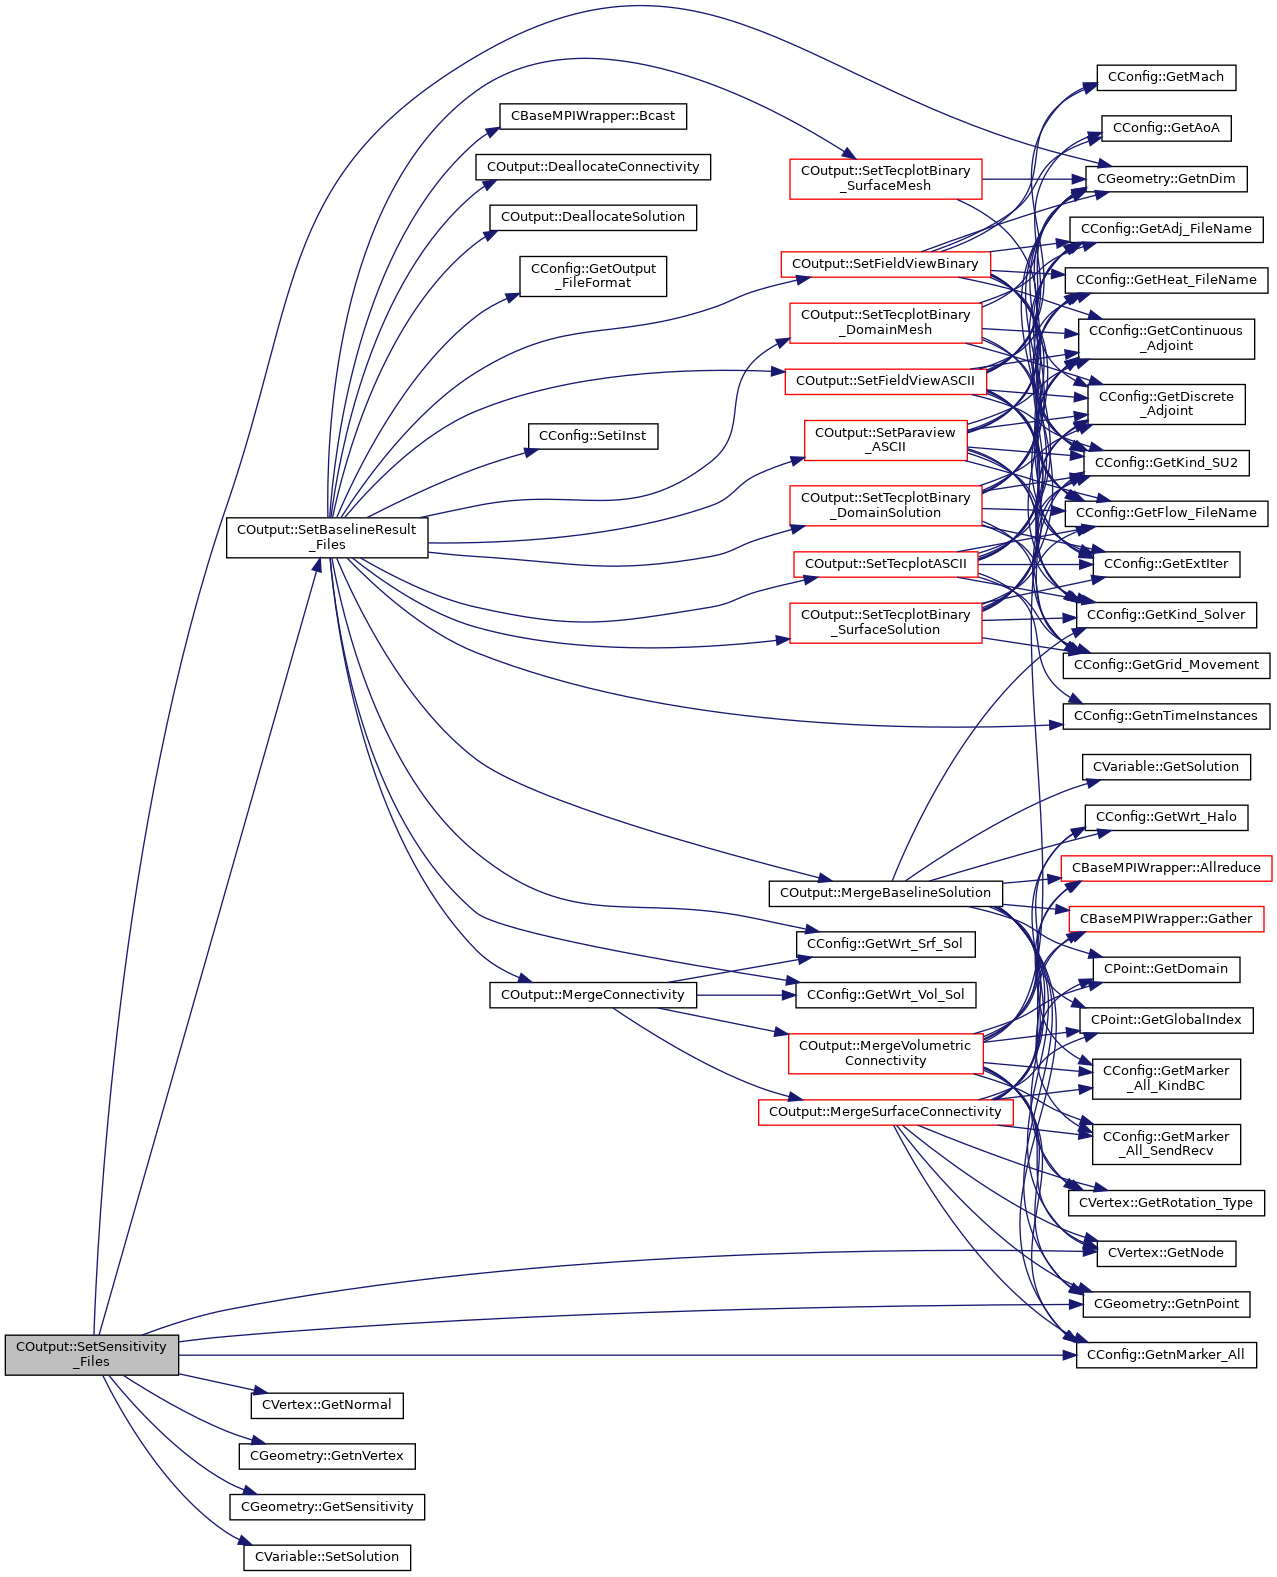 CConfig::GetMach
CBaseMPIWrapper::Bcast
CConfig::GetAoA
COutput::DeallocateConnectivity
COutput::SetTecplotBinary
_SurfaceMesh
CGeometry::GetnDim
COutput::DeallocateSolution
CConfig::GetAdj_FileName
CConfig::GetOutput
_FileFormat
COutput::SetFieldViewBinary
CConfig::GetHeat_FileName
COutput::SetTecplotBinary
_DomainMesh
CConfig::GetContinuous
_Adjoint
COutput::SetFieldViewASCII
CConfig::GetDiscrete
_Adjoint
CConfig::SetiInst
COutput::SetParaview
_ASCII
CConfig::GetKind_SU2
COutput::SetBaselineResult
_Files
COutput::SetTecplotBinary
_DomainSolution
CConfig::GetFlow_FileName
COutput::SetTecplotASCII
CConfig::GetExtIter
COutput::SetTecplotBinary
_SurfaceSolution
CConfig::GetKind_Solver
CConfig::GetGrid_Movement
CConfig::GetnTimeInstances
CVariable::GetSolution
CConfig::GetWrt_Halo
CBaseMPIWrapper::Allreduce
COutput::MergeBaselineSolution
CBaseMPIWrapper::Gather
CConfig::GetWrt_Srf_Sol
CPoint::GetDomain
COutput::MergeConnectivity
CConfig::GetWrt_Vol_Sol
CPoint::GetGlobalIndex
COutput::MergeVolumetric
Connectivity
CConfig::GetMarker
_All_KindBC
COutput::MergeSurfaceConnectivity
CConfig::GetMarker
_All_SendRecv
CVertex::GetRotation_Type
CVertex::GetNode
CGeometry::GetnPoint
COutput::SetSensitivity
_Files
CConfig::GetnMarker_All
CVertex::GetNormal
CGeometry::GetnVertex
CGeometry::GetSensitivity
CVariable::SetSolution